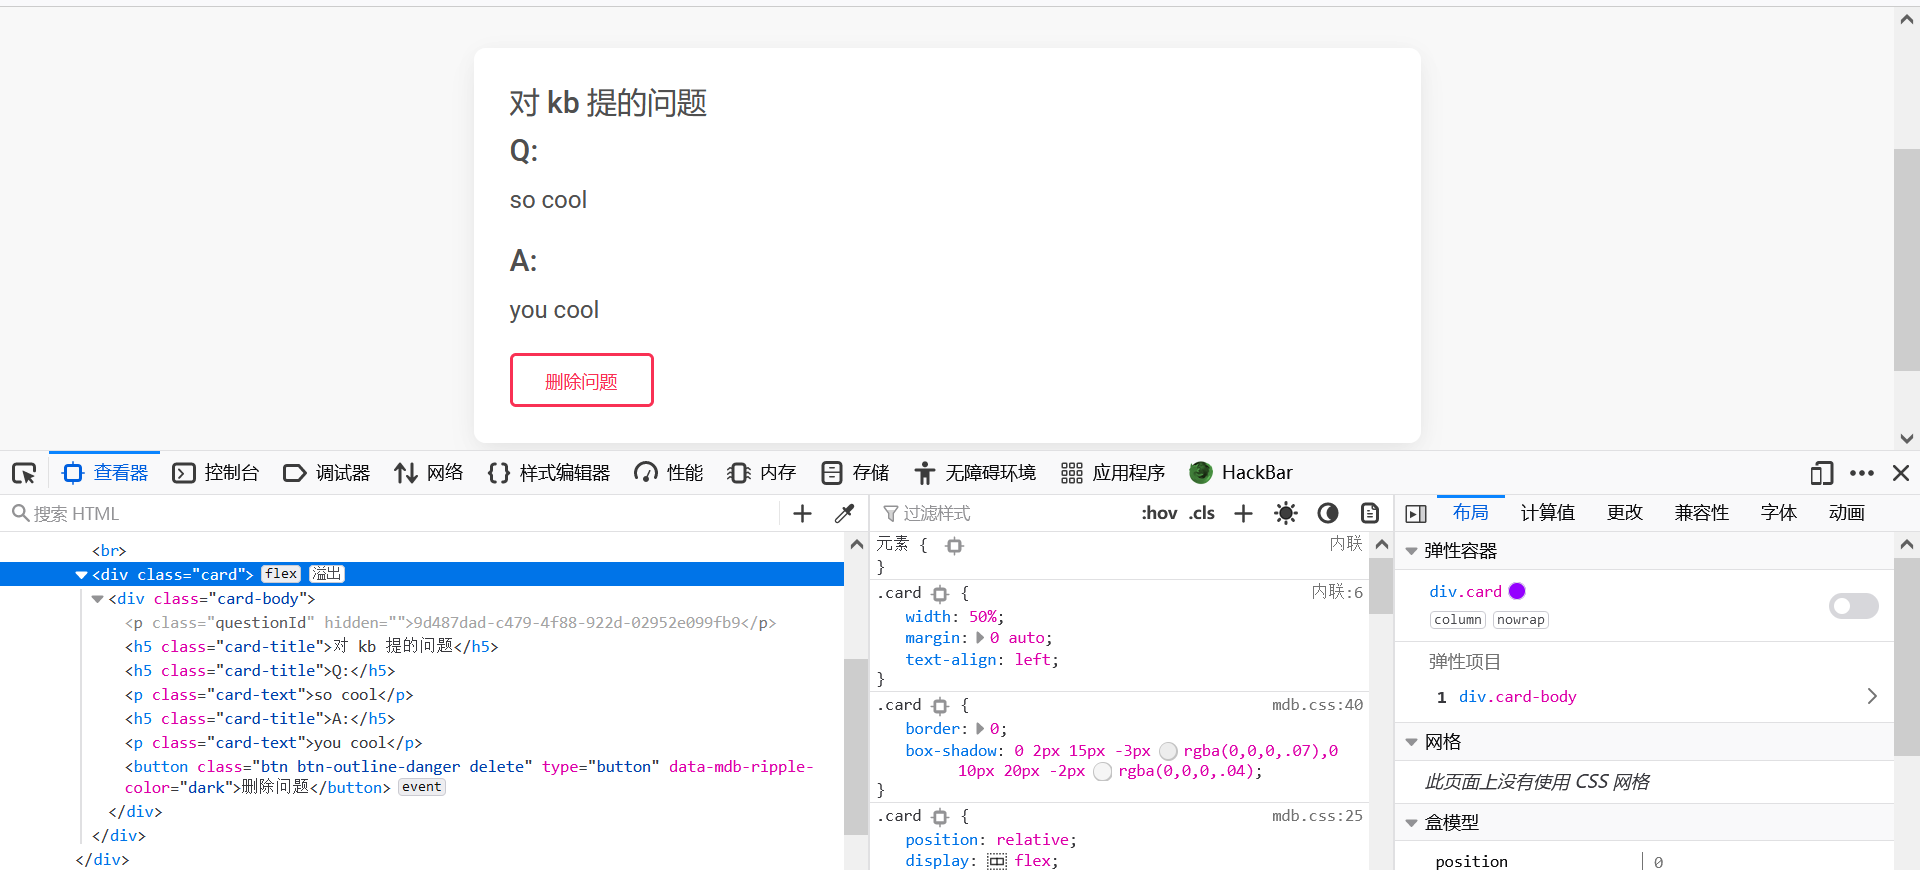 对 kb 提的问题
Q:
so cool
A:
you cool
删除问题
查看器 控制台 调试器 网络 {} 样式编辑器 性能 内存 存储 无障碍环境 应用程序 HackBar
搜索 HTML
<br>
<div class="card"> flex 溢出
<div class="card-body">
<p class="questionId" hidden="">9d487dad-c479-4f88-922d-02952e099fb9</p>
<h5 class="card-title">对 kb 提的问题</h5>
<h5 class="card-title">Q:</h5>
<p class="card-text">so cool</p>
<h5 class="card-title">A:</h5>
<p class="card-text">you cool</p>
<button class="btn btn-outline-danger delete" type="button" data-mdb-ripple-
color="dark">删除问题</button> event
</div>
</div>
</div>
过滤样式 :hov .cls
元素 { 内联
}
.card { 内联:6
width: 50%;
margin: 0 auto;
text-align: left;
}
.card { mdb.css:40
border: 0;
box-shadow: 0 2px 15px -3px rgba(0,0,0,.07),0
10px 20px -2px rgba(0,0,0,.04);
}
.card { mdb.css:25
position: relative;
display: flex;
布局 计算值 更改 兼容性 字体 动画
弹性容器
div.card
column nowrap
弹性项目
1 div.card-body
网格
此页面上没有使用 CSS 网格
盒模型
position 0